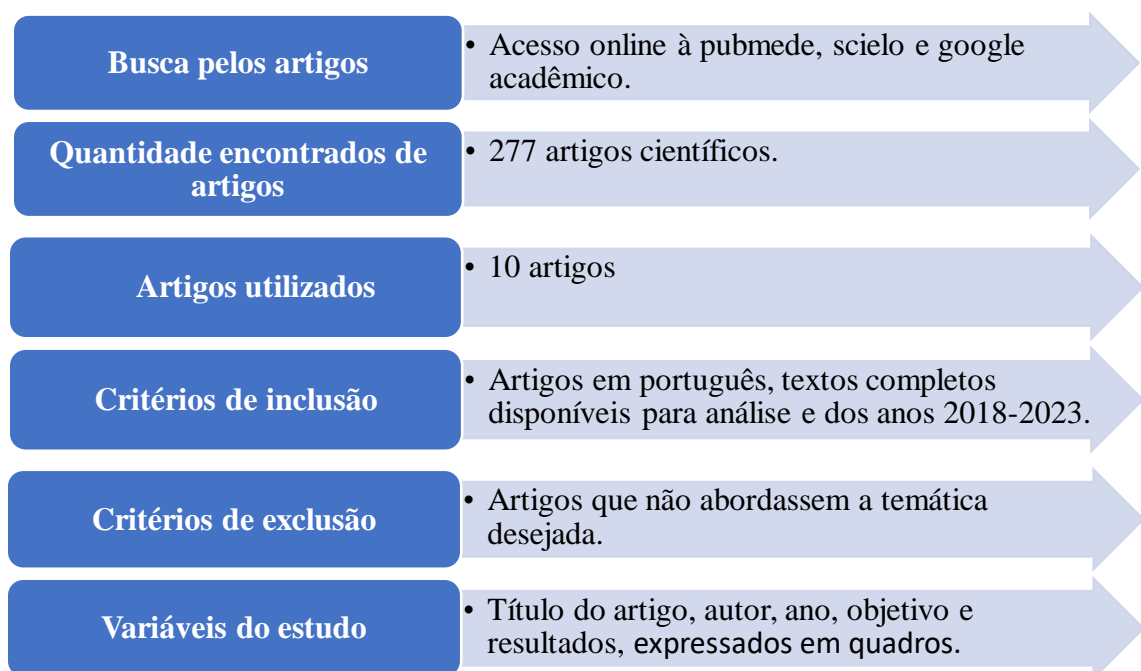 Busca pelos artigos
• Acesso online à pubmede, scielo e google
acadêmico.
Quantidade encontrados de
artigos
• 277 artigos científicos.
Artigos utilizados
• 10 artigos
Critérios de inclusão
• Artigos em português, textos completos
disponíveis para análise e dos anos 2018-2023.
Critérios de exclusão
• Artigos que não abordassem a temática
desejada.
Variáveis do estudo
• Título do artigo, autor, ano, objetivo e
resultados, expressados em quadros.